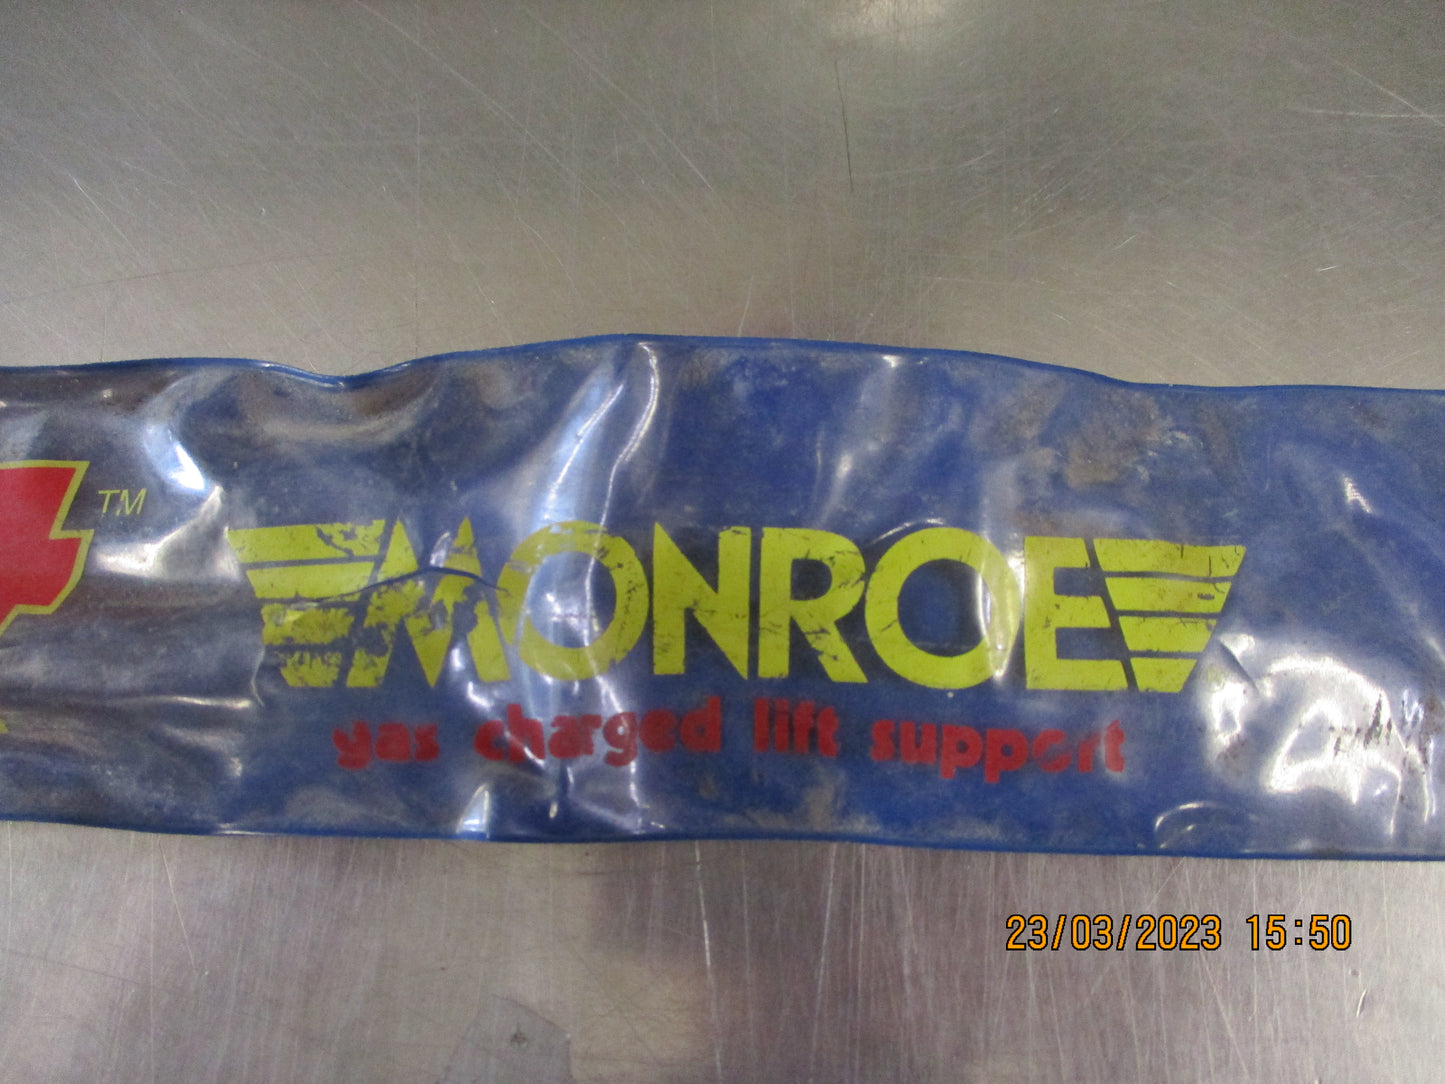 TM
MONROE
gas charged lift support
23/03/2023 15:50